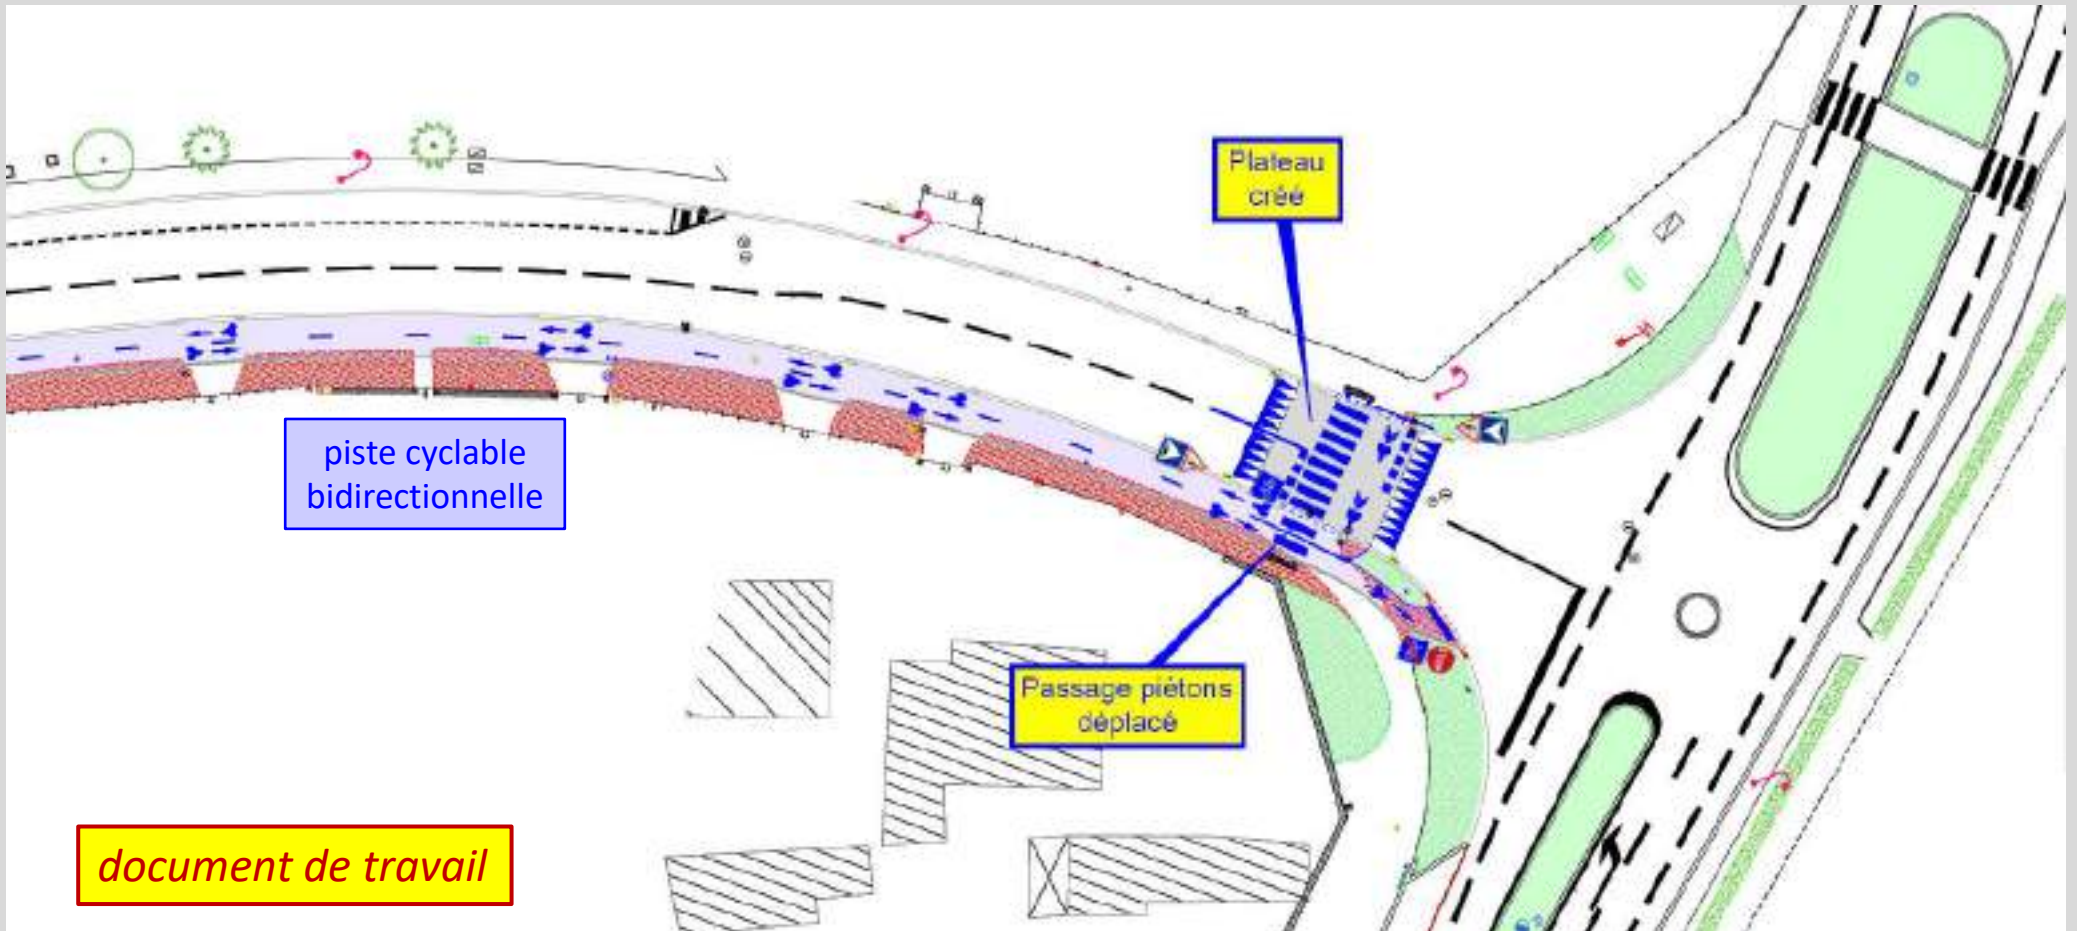 Plateau
créé
piste cyclable
bidirectionnelle
Passage piétons
déplacé
document de travail